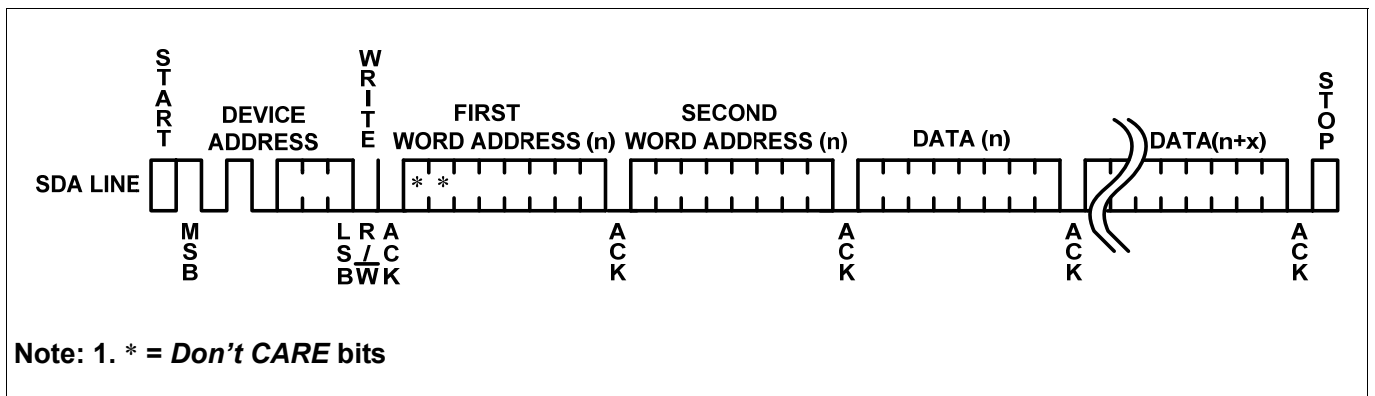 START
WRITE
STOP
DEVICE
ADDRESS
FIRST
WORD ADDRESS (n)
SECOND
WORD ADDRESS (n)
DATA (n)
DATA(n+x)
SDA LINE
* *
MSB
LSB
R/W
ACK
ACK
ACK
ACK
ACK
Note: 1. * = Don't CARE bits